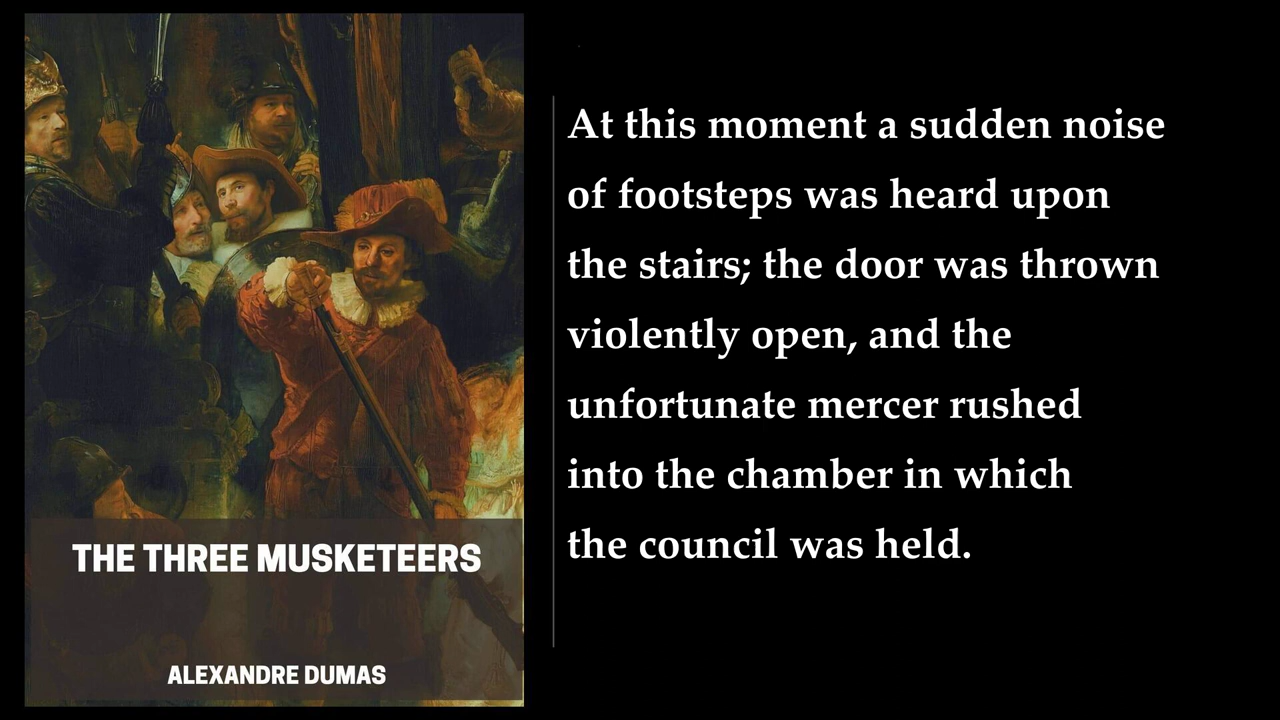 THE THREE MUSKETEERS
ALEXANDRE DUMAS
At this moment a sudden noise
of footsteps was heard upon
the stairs; the door was thrown
violently open, and the
unfortunate mercer rushed
into the chamber in which
the council was held.